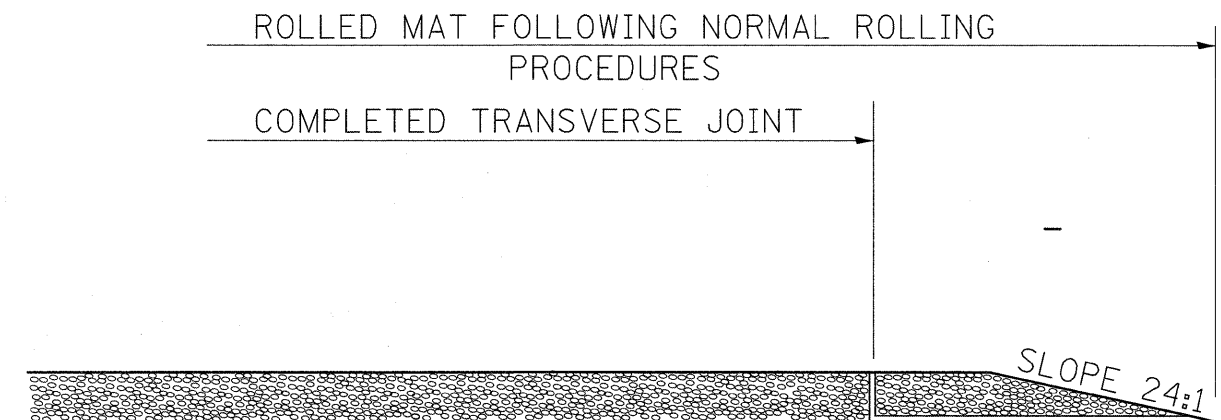 ROLLED MAT FOLLOWING NORMAL ROLLING
PROCEDURES
COMPLETED TRANSVERSE JOINT
SLOPE 24:1